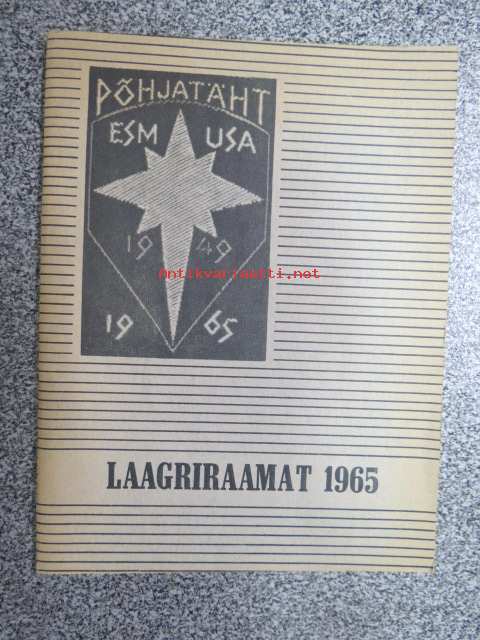 PÕHJATÄHT
ESM USA
1949
Antikvariaatti.net
1965
LAAGRIRAAMAT 1965